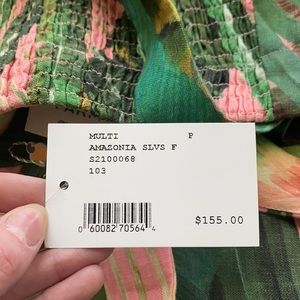 MULTI P
AMAZONIA SLVS F
S2100068
103
0 60082 70564 4
$155.00